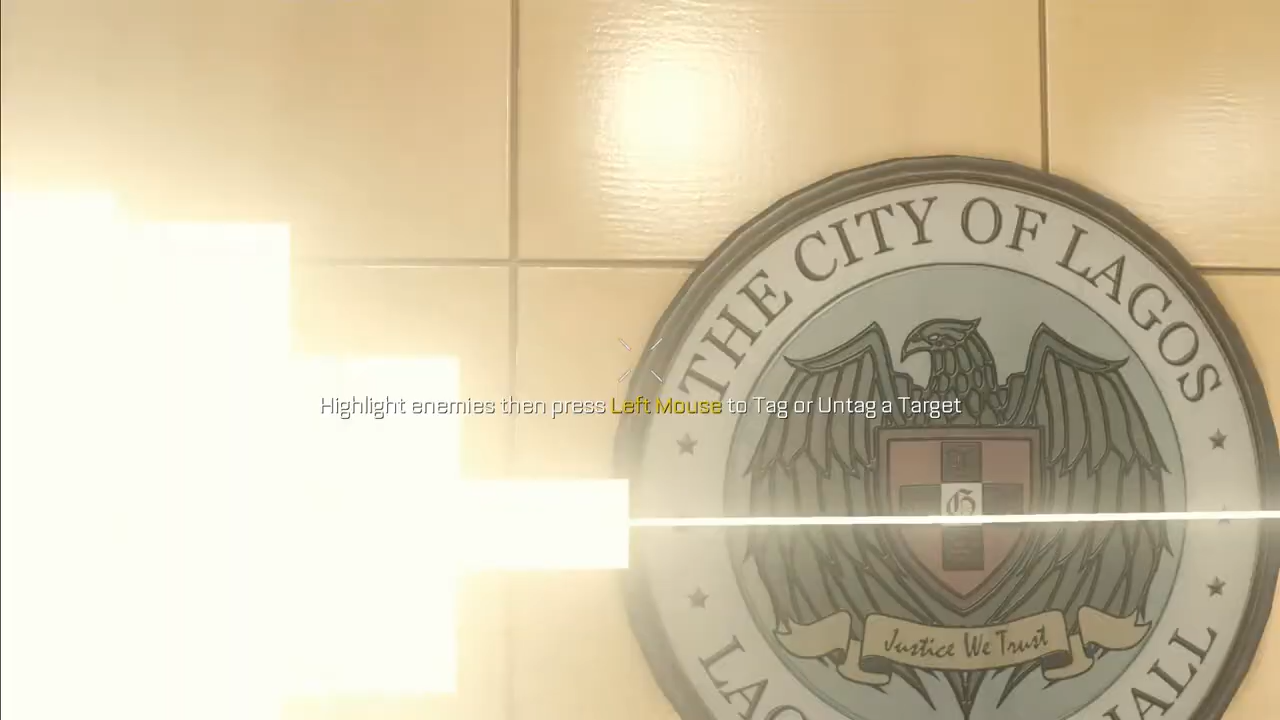 THE CITY OF LAGOS
Highlight enemies then press Left Mouse to Tag or Untag a Target
G
Justice We Trust